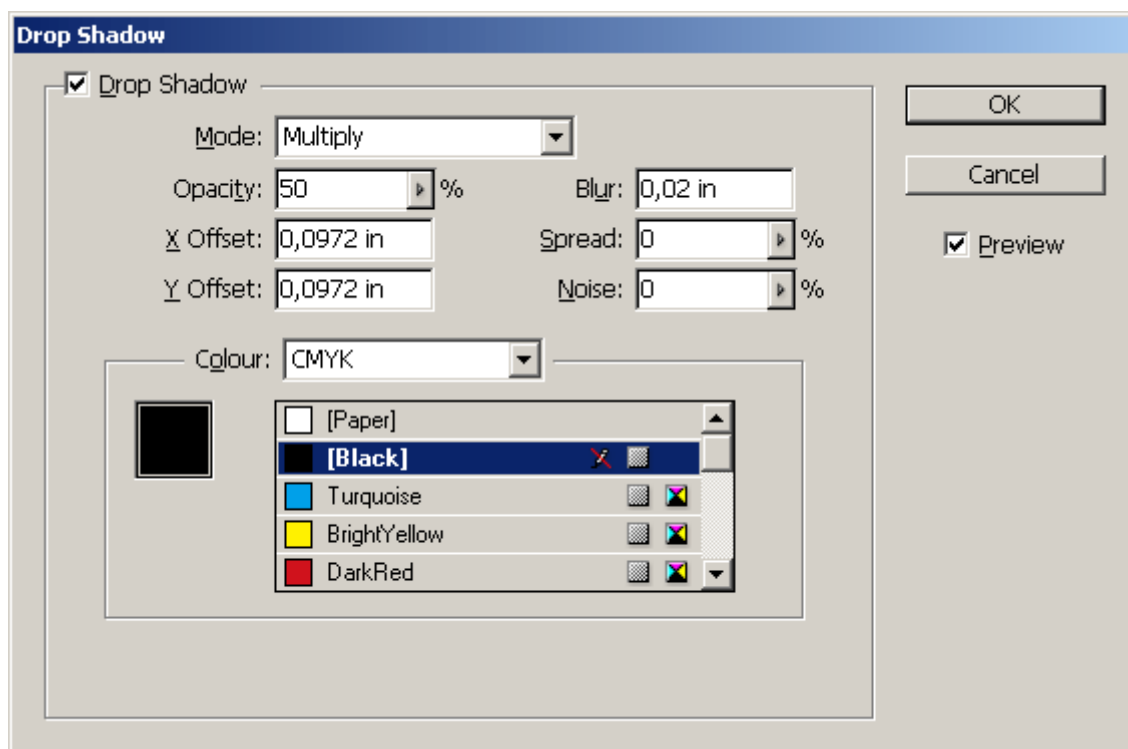 Drop Shadow
Drop Shadow
OK
Mode: Multiply
Cancel
Opacity: 50 % Blur: 0,02 in
X Offset: 0,0972 in Spread: 0 %
Preview
Y Offset: 0,0972 in Noise: 0 %
Colour: CMYK
[Paper]
[Black]
Turquoise
BrightYellow
DarkRed